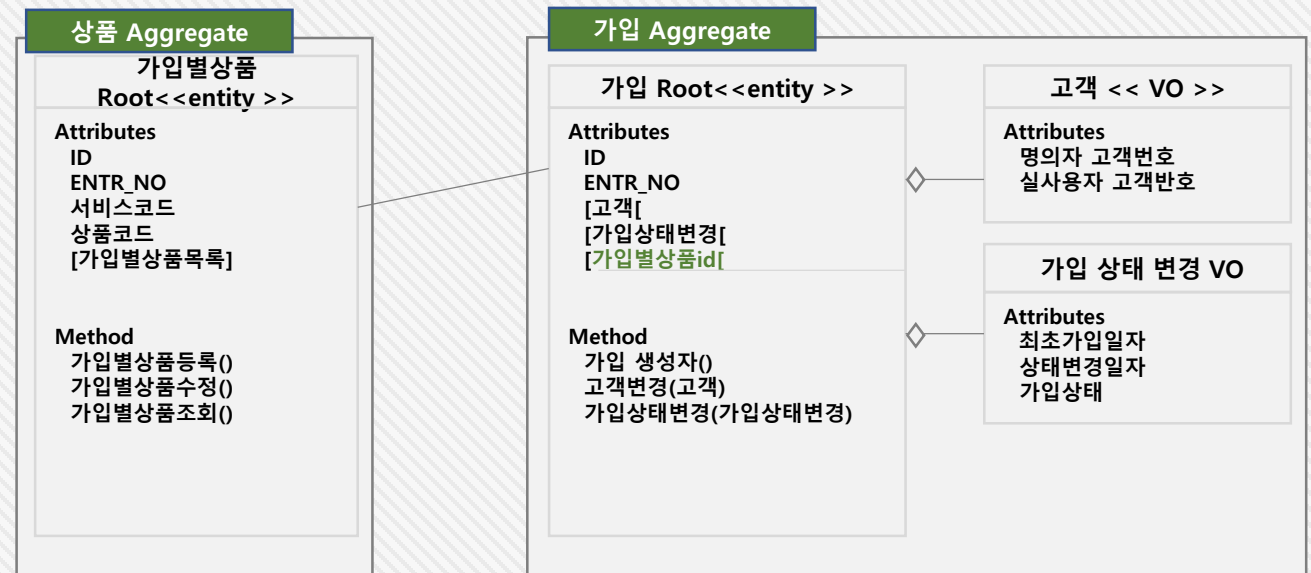 상품 Aggregate
가입별상품
Root<<entity >>
Attributes
ID
ENTR_NO
서비스코드
상품코드
[가입별상품목록]
Method
가입별상품등록()
가입별상품수정()
가입별상품조회()
가입 Aggregate
가입 Root<<entity >>
Attributes
ID
ENTR_NO
[고객[
[가입상태변경[
[가입별상품id[
Method
가입 생성자()
고객변경(고객)
가입상태변경(가입상태변경)
고객 << VO >>
Attributes
명의자 고객번호
실사용자 고객반호
가입 상태 변경 VO
Attributes
최초가입일자
상태변경일자
가입상태